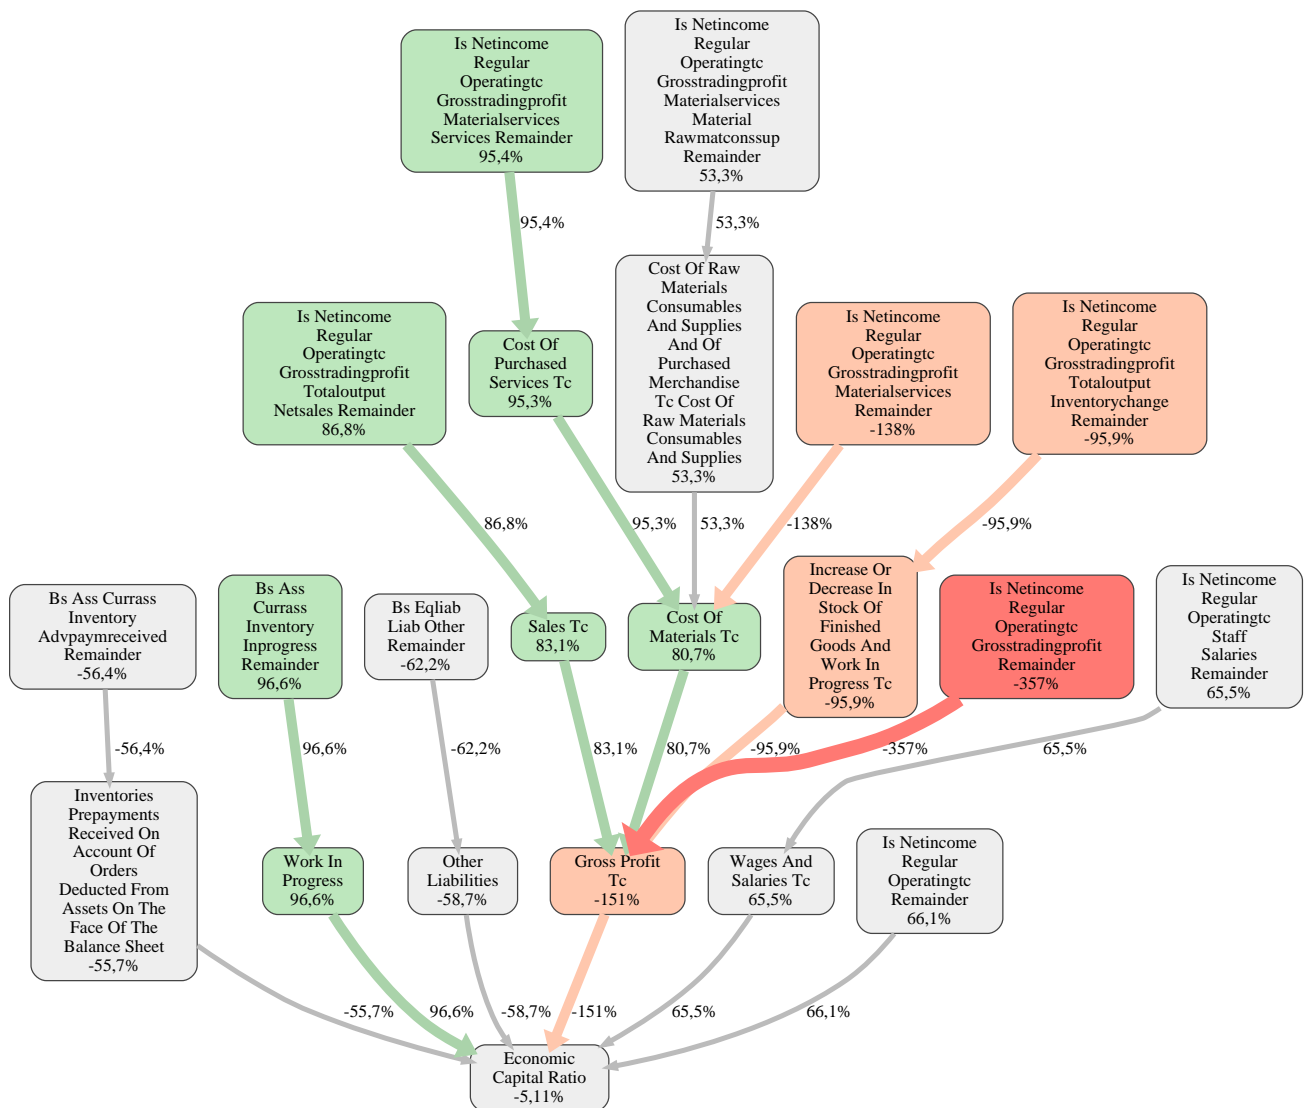 Is Netincome
Regular
Operatingtc
Grosstradingprofit
Materialservices
Services Remainder
95,4%
Is Netincome
Regular
Operatingtc
Grosstradingprofit
Materialservices
Material
Rawmatconssup
Remainder
53,3%
95,4%
53,3%
Is Netincome
Regular
Operatingtc
Grosstradingprofit
Totaloutput
Netsales Remainder
86,8%
Cost Of
Purchased
Services Tc
95,3%
Cost Of Raw
Materials
Consumables
And Supplies
And Of
Purchased
Merchandise
Tc Cost Of
Raw Materials
Consumables
And Supplies
53,3%
Is Netincome
Regular
Operatingtc
Grosstradingprofit
Materialservices
Remainder
-138%
Is Netincome
Regular
Operatingtc
Grosstradingprofit
Totaloutput
Inventorychange
Remainder
-95,9%
86,8%
95,3%
53,3%
-138%
-95,9%
Bs Ass Currass
Inventory
Advpaymreceived
Remainder
-56,4%
Bs Ass
Currass
Inventory
Inprogress
Remainder
96,6%
Bs Eqliab
Liab Other
Remainder
-62,2%
Sales Tc
83,1%
Cost Of
Materials Tc
80,7%
Increase Or
Decrease In
Stock Of
Finished
Goods And
Work In
Progress Tc
-95,9%
Is Netincome
Regular
Operatingtc
Grosstradingprofit
Remainder
-357%
Is Netincome
Regular
Operatingtc
Staff
Salaries
Remainder
65,5%
-56,4%
96,6%
-62,2%
83,1%
80,7%
-95,9%
-357%
65,5%
Inventories
Prepayments
Received On
Account Of
Orders
Deducted From
Assets On The
Face Of The
Balance Sheet
-55,7%
Work In
Progress
96,6%
Other
Liabilities
-58,7%
Gross Profit
Tc
-151%
Wages And
Salaries Tc
65,5%
Is Netincome
Regular
Operatingtc
Remainder
66,1%
-55,7%
96,6%
-58,7%
-151%
65,5%
66,1%
Economic
Capital Ratio
-5,11%